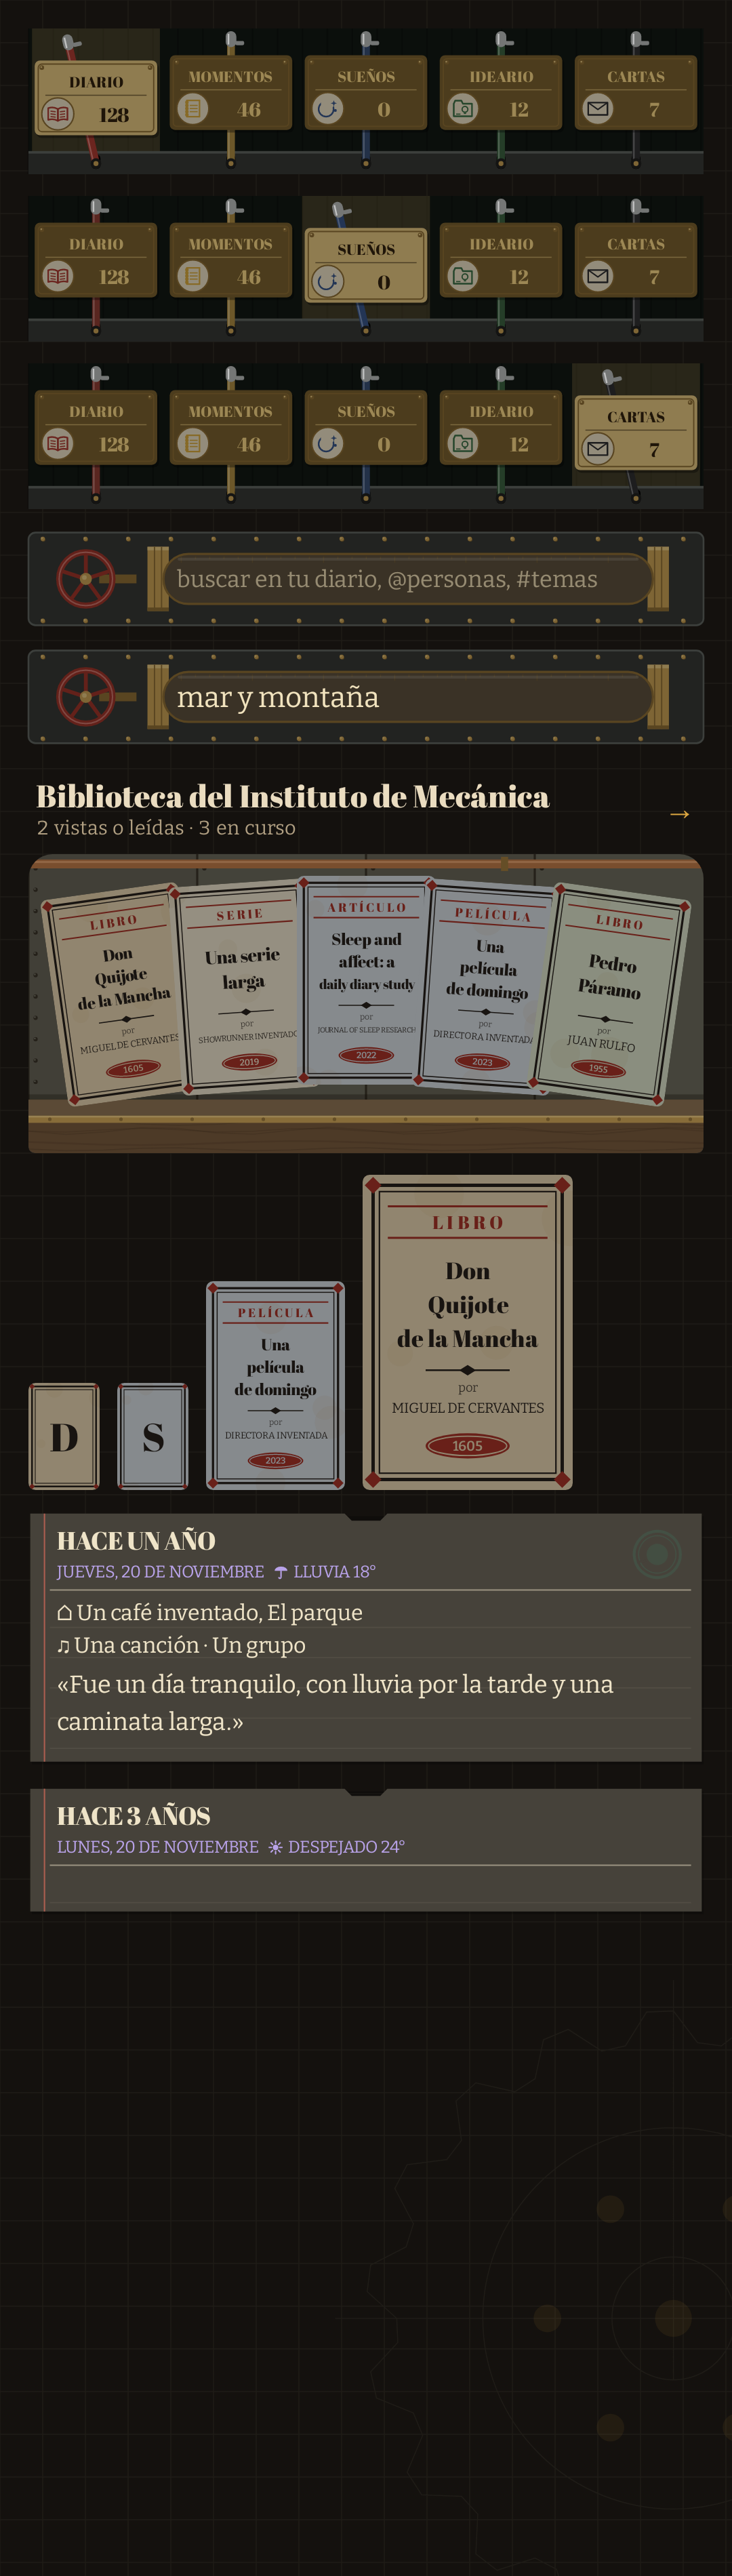 DIARIO
128
MOMENTOS
46
SUEÑOS
0
IDEARIO
12
CARTAS
7
DIARIO
128
MOMENTOS
46
SUEÑOS
0
IDEARIO
12
CARTAS
7
DIARIO
128
MOMENTOS
46
SUEÑOS
0
IDEARIO
12
CARTAS
7
buscar en tu diario, @personas, #temas
mar y montaña
Biblioteca del Instituto de Mecánica
→
2 vistas o leídas · 3 en curso
LIBRO
Don
Quijote
de la Mancha
por
MIGUEL DE CERVANTES
1605
SERIE
Una serie
larga
por
SHOWRUNNER INVENTADO
2019
ARTÍCULO
Sleep and
affect: a
daily diary study
por
JOURNAL OF SLEEP RESEARCH
2022
PELÍCULA
Una
película
de domingo
por
DIRECTORA INVENTADA
2023
LIBRO
Pedro
Páramo
por
JUAN RULFO
1955
D
S
PELÍCULA
Una
película
de domingo
por
DIRECTORA INVENTADA
2023
LIBRO
Don
Quijote
de la Mancha
por
MIGUEL DE CERVANTES
1605
HACE UN AÑO
JUEVES, 20 DE NOVIEMBRE ☂ LLUVIA 18°
⌂ Un café inventado, El parque
♫ Una canción · Un grupo
«Fue un día tranquilo, con lluvia por la tarde y una
caminata larga.»
HACE 3 AÑOS
LUNES, 20 DE NOVIEMBRE ☀ DESPEJADO 24°